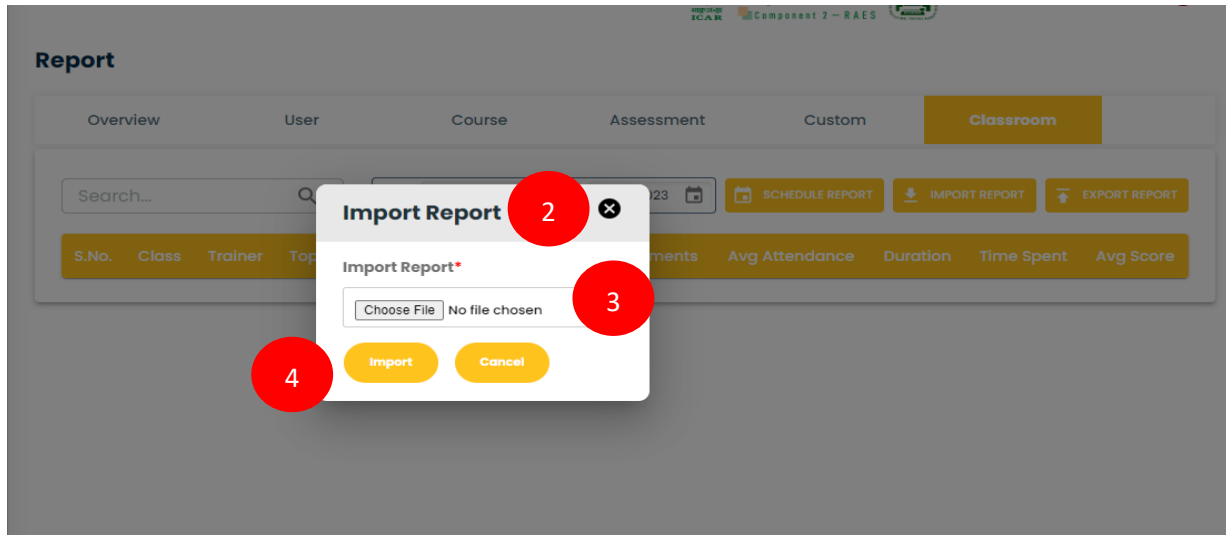 ICAR
Component 2 – RAES
Report
Overview User Course Assessment Custom Classroom
Search... 023 SCHEDULE REPORT IMPORT REPORT EXPORT REPORT
Import Report 2
S.No. Class Trainer Top ments Avg Attendance Duration Time Spent Avg Score
Import Report*
Choose File No file chosen 3
Import Cancel
4